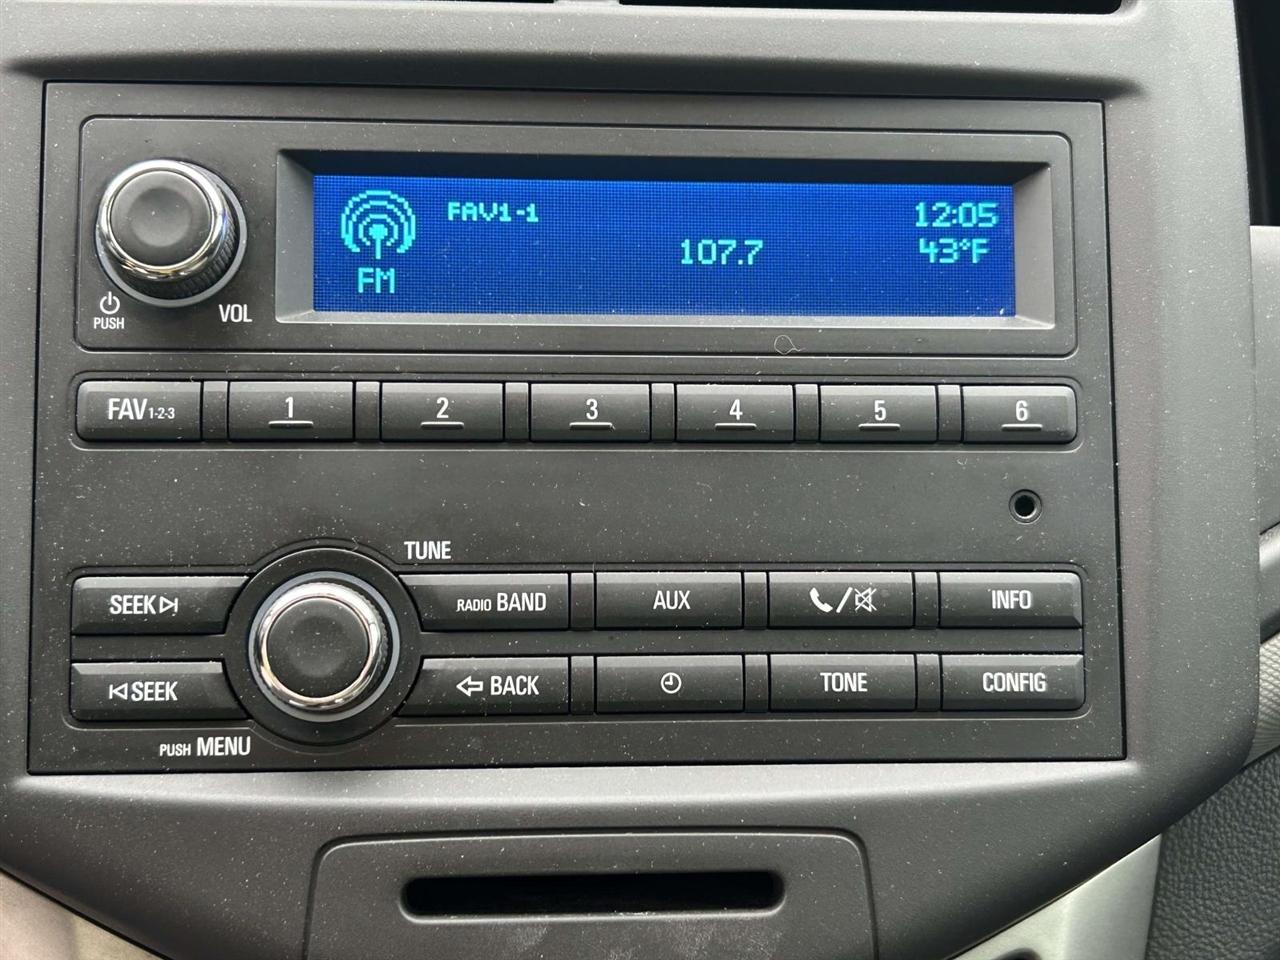 FAV1-1 12:05
107.7 43°F
FM
PUSH VOL
FAV1-2-3 1 2 3 4 5 6
TUNE
SEEK RADIO BAND AUX / INFO
SEEK BACK TONE CONFIG
PUSH MENU